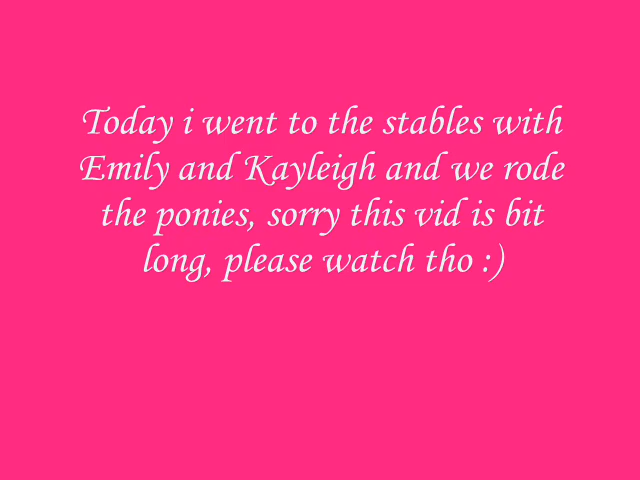 Today i went to the stables with
Emily and Kayleigh and we rode
the ponies, sorry this vid is bit
long, please watch tho :)